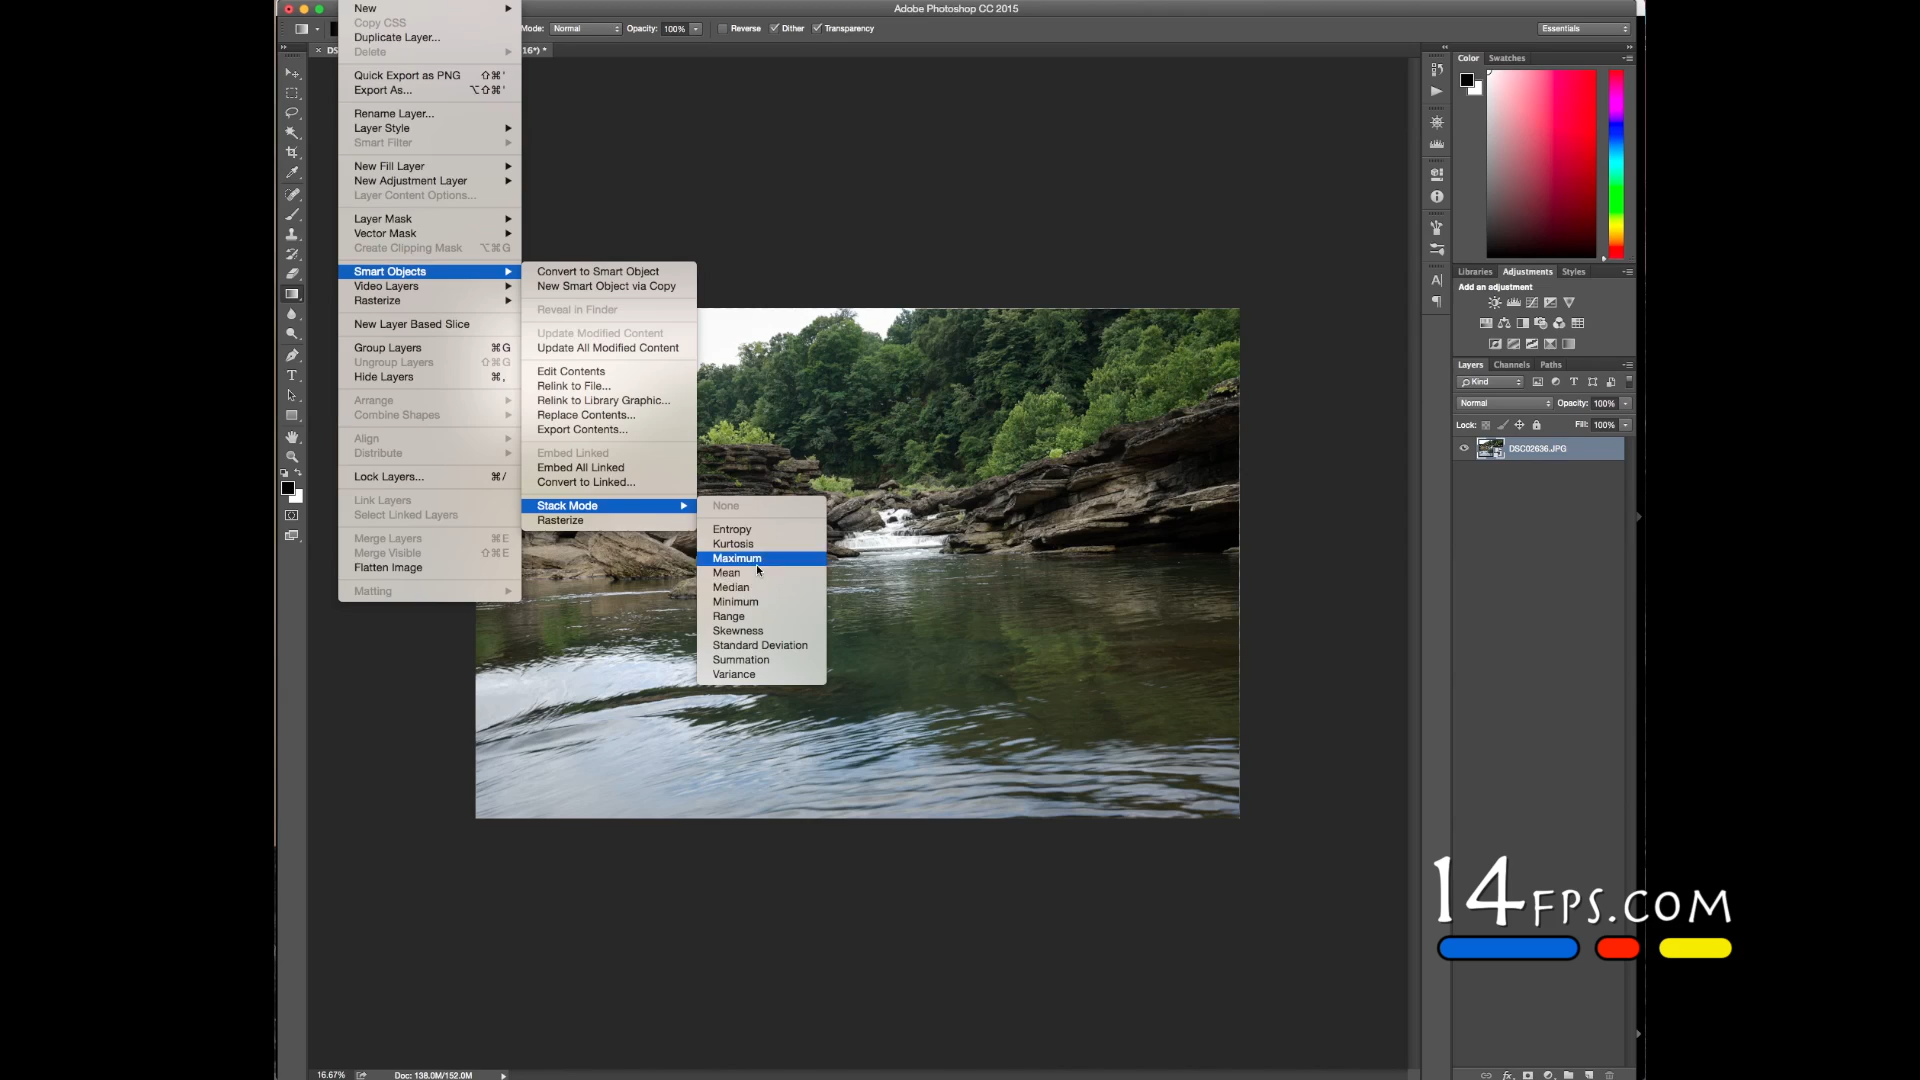 Adobe Photoshop CC 2015
Mode: Normal Opacity: 100% Reverse Dither Transparency Essentials
× DS 16*) *
New
Copy CSS
Duplicate Layer...
Delete
Quick Export as PNG ⇧⌘'
Export As... ⌥⇧⌘'
Rename Layer...
Layer Style
Smart Filter
New Fill Layer
New Adjustment Layer
Layer Content Options...
Layer Mask
Vector Mask
Create Clipping Mask ⌥⌘G
Smart Objects
Video Layers
Rasterize
New Layer Based Slice
Group Layers ⌘G
Ungroup Layers ⇧⌘G
Hide Layers ⌘,
Arrange
Combine Shapes
Align
Distribute
Lock Layers... ⌘/
Link Layers
Select Linked Layers
Merge Layers ⌘E
Merge Visible ⇧⌘E
Flatten Image
Matting
Convert to Smart Object
New Smart Object via Copy
Reveal in Finder
Update Modified Content
Update All Modified Content
Edit Contents
Relink to File...
Relink to Library Graphic...
Replace Contents...
Export Contents...
Embed Linked
Embed All Linked
Convert to Linked...
Stack Mode
Rasterize
None
Entropy
Kurtosis
Maximum
Mean
Median
Minimum
Range
Skewness
Standard Deviation
Summation
Variance
Color Swatches
Libraries Adjustments Styles
Add an adjustment
Layers Channels Paths
Kind
Normal Opacity: 100%
Lock: Fill: 100%
DSC02636.JPG
14FPS.COM
16.67% Doc: 138.0M/152.0M